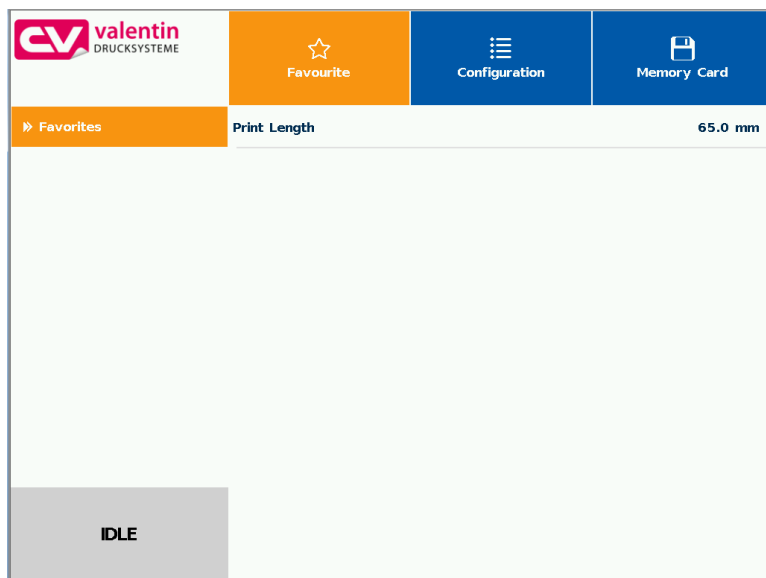 CV valentin
DRUCKSYSTEME
Favourite
Configuration
Memory Card
Favorites
Print Length 65.0 mm
IDLE